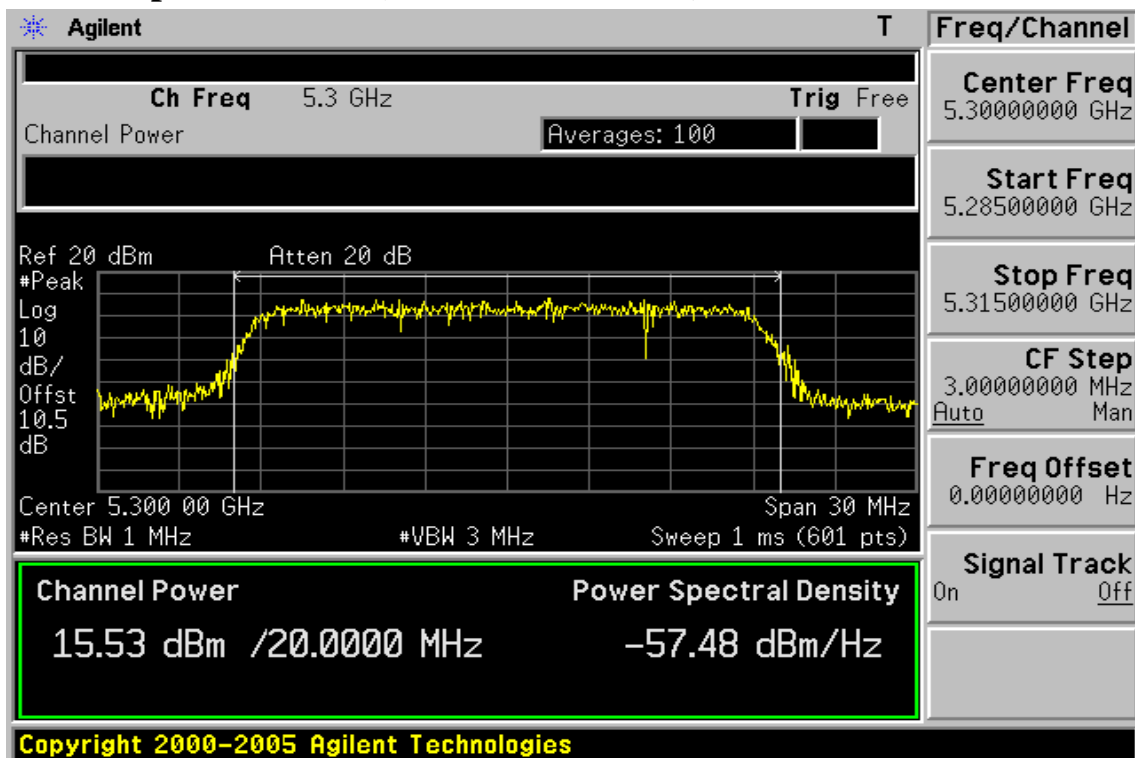 Agilent T
Freq/Channel
Ch Freq 5.3 GHz Trig Free
Channel Power Averages: 100
Ref 20 dBm Atten 20 dB
#Peak
Log
10
dB/
Offst
10.5
dB
Center 5.300 00 GHz Span 30 MHz
#Res BW 1 MHz #VBW 3 MHz Sweep 1 ms (601 pts)
Channel Power Power Spectral Density
15.53 dBm /20.0000 MHz -57.48 dBm/Hz
Copyright 2000-2005 Agilent Technologies
Center Freq
5.30000000 GHz
Start Freq
5.28500000 GHz
Stop Freq
5.31500000 GHz
CF Step
3.00000000 MHz
Auto Man
Freq Offset
0.00000000 Hz
Signal Track
On Off